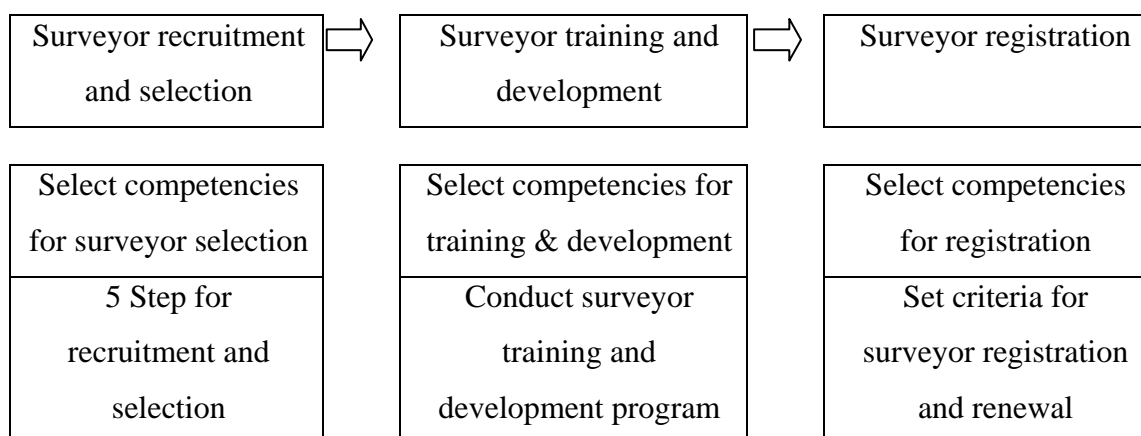 Surveyor recruitment
and selection
Surveyor training and
development
Surveyor registration
Select competencies
for surveyor selection
Select competencies for
training & development
Select competencies
for registration
5 Step for
recruitment and
selection
Conduct surveyor
training and
development program
Set criteria for
surveyor registration
and renewal